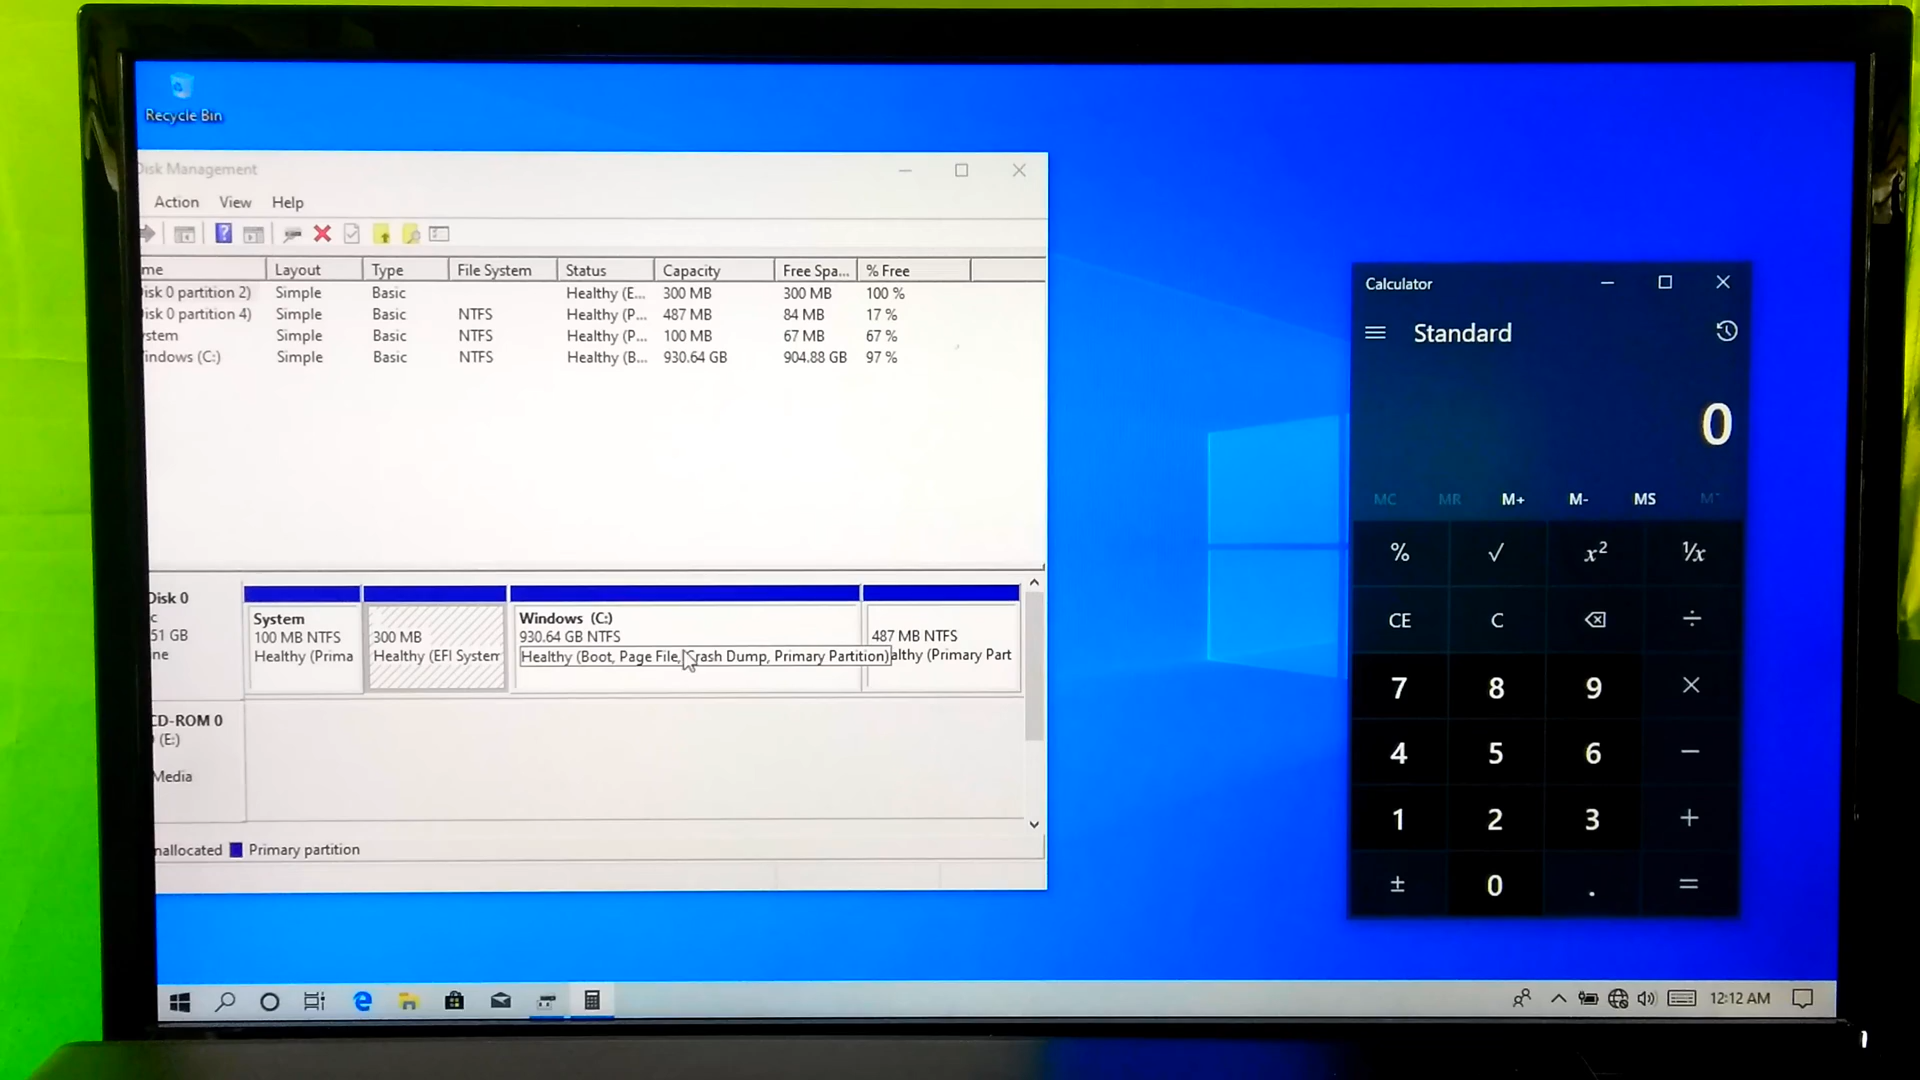 Recycle Bin
Disk Management
Action View Help
me Layout Type File System Status Capacity Free Spa... % Free
isk 0 partition 2) Simple Basic Healthy (E... 300 MB 300 MB 100 %
isk 0 partition 4) Simple Basic NTFS Healthy (P... 487 MB 84 MB 17 %
ystem Simple Basic NTFS Healthy (P... 100 MB 67 MB 67 %
indows (C:) Simple Basic NTFS Healthy (B... 930.64 GB 904.88 GB 97 %
Disk 0
c
51 GB
ne
System
100 MB NTFS
Healthy (Prima
300 MB
Healthy (EFI System
Windows (C:)
930.64 GB NTFS
Healthy (Boot, Page File, Crash Dump, Primary Partition)
487 MB NTFS
althy (Primary Part
CD-ROM 0
(E:)
Media
nallocated Primary partition
Calculator
Standard
0
MC MR M+ M- MS M˅
% √ x² ⅟x
CE C ÷
7 8 9 ×
4 5 6 −
1 2 3 +
± 0 . =
12:12 AM